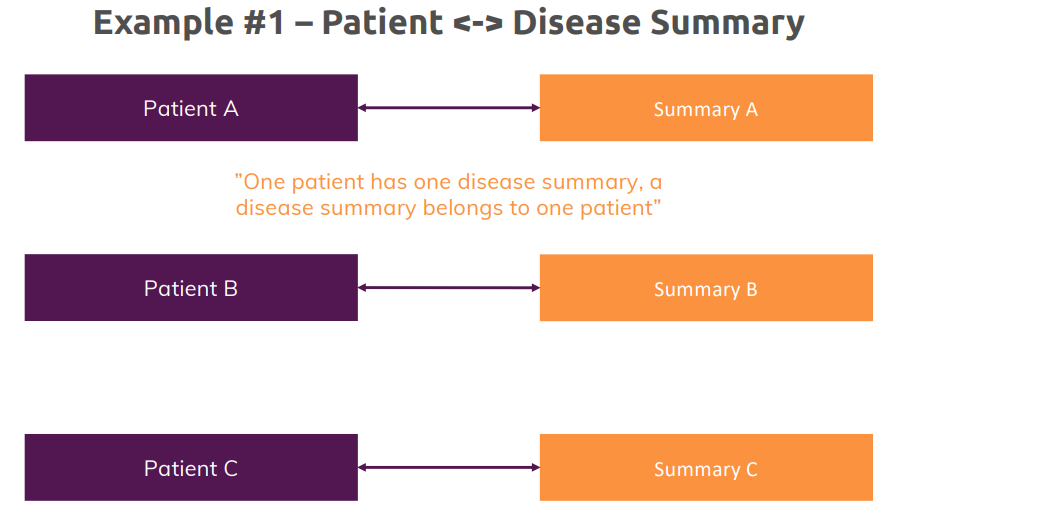 Example #1 – Patient <-> Disease Summary
Patient A
Summary A
”One patient has one disease summary, a
disease summary belongs to one patient”
Patient B
Summary B
Patient C
Summary C